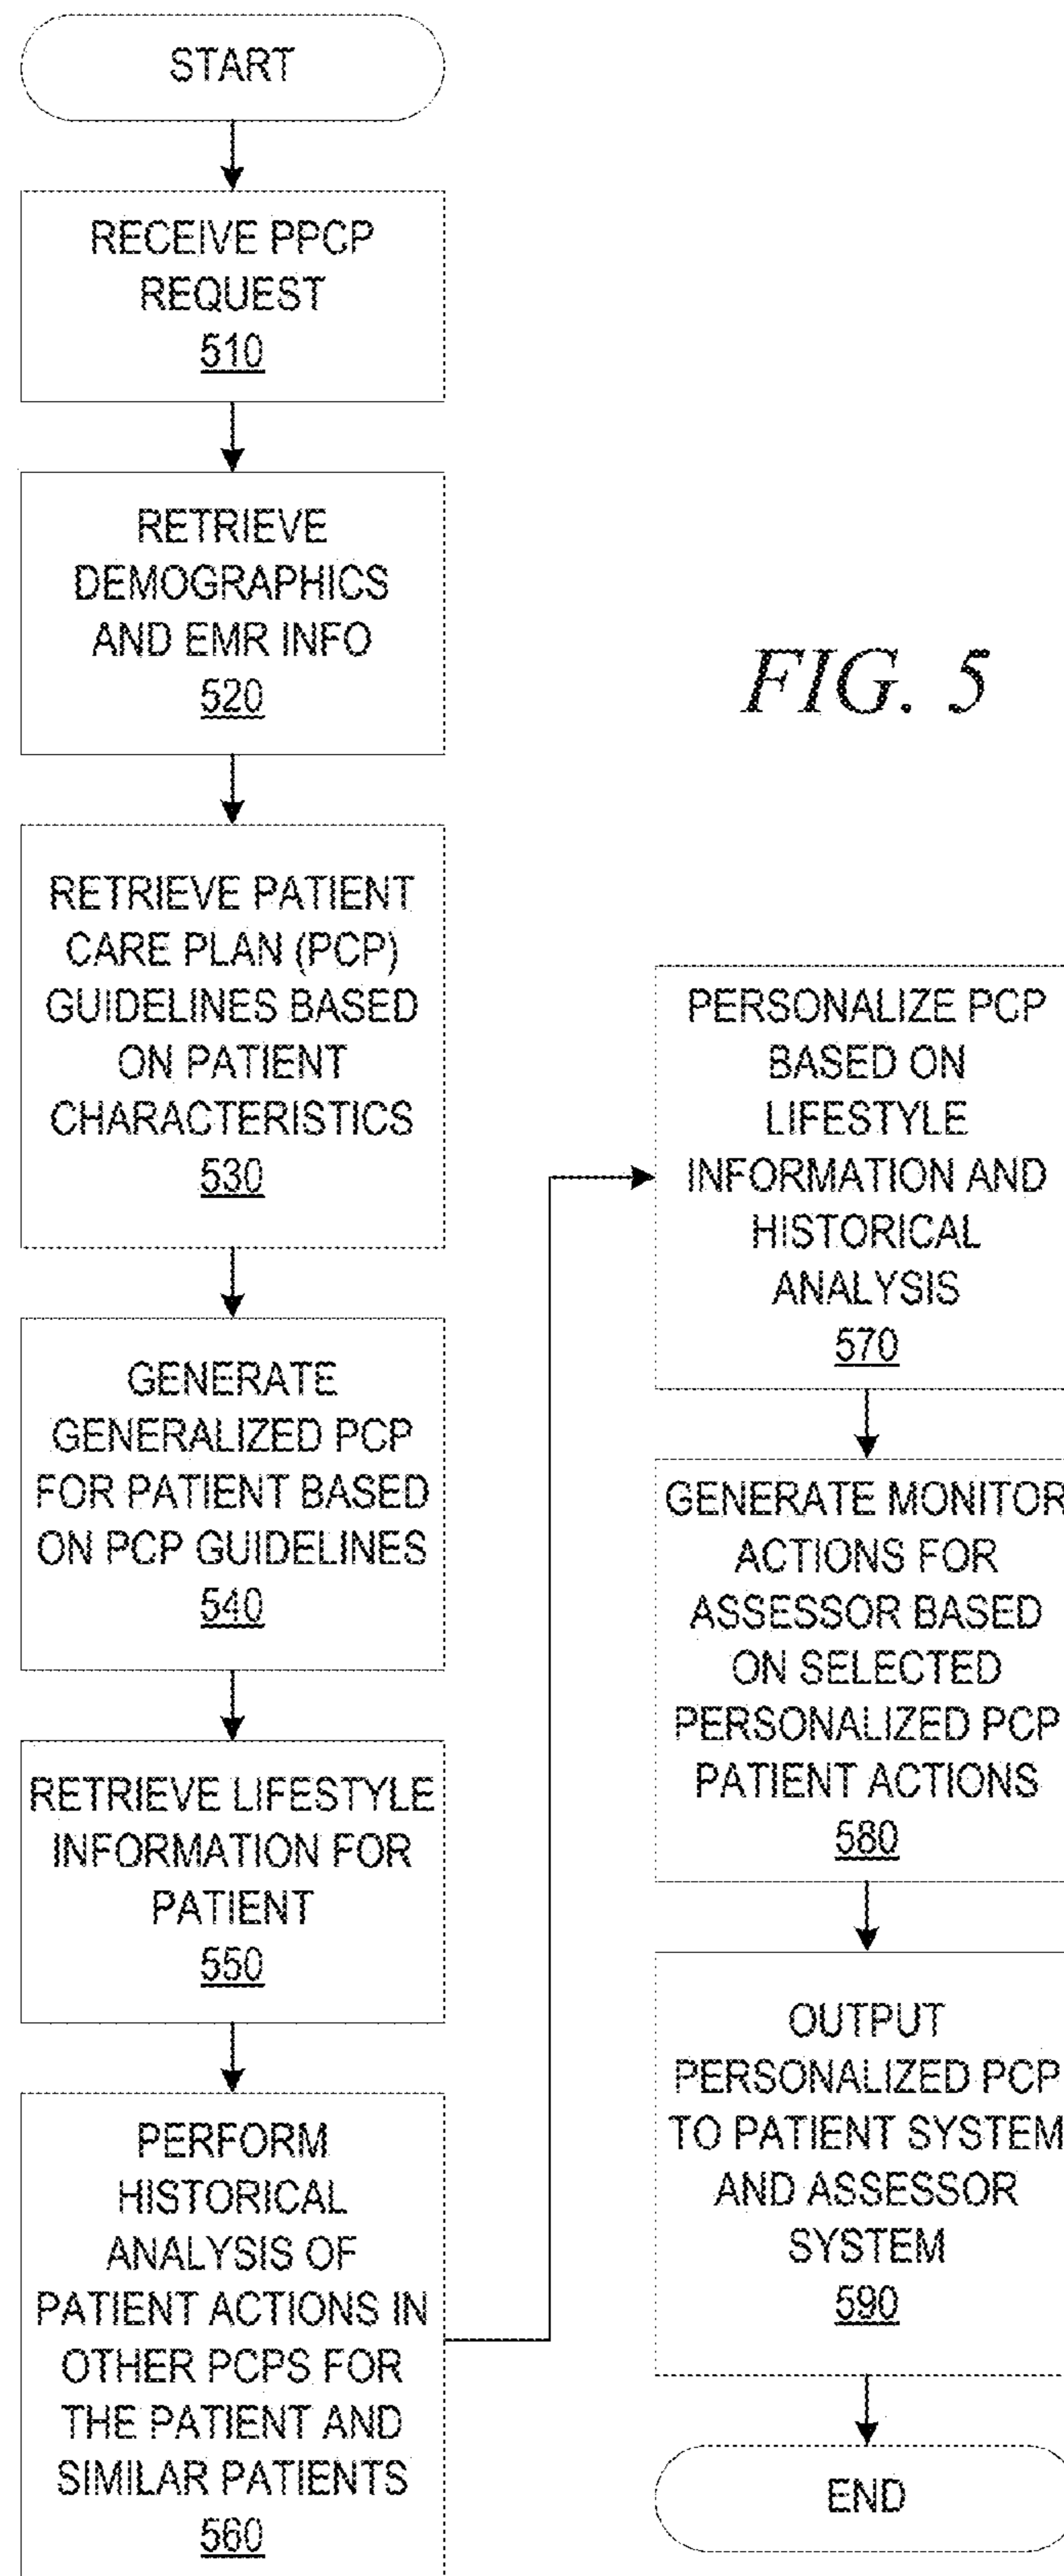 START
RECEIVE PPCP
REQUEST
510
RETRIEVE
DEMOGRAPHICS
AND EMR INFO
520
RETRIEVE PATIENT
CARE PLAN (PCP)
GUIDELINES BASED
ON PATIENT
CHARACTERISTICS
530
GENERATE
GENERALIZED PCP
FOR PATIENT BASED
ON PCP GUIDELINES
540
RETRIEVE LIFESTYLE
INFORMATION FOR
PATIENT
550
PERFORM
HISTORICAL
ANALYSIS OF
PATIENT ACTIONS IN
OTHER PCPS FOR
THE PATIENT AND
SIMILAR PATIENTS
560
FIG. 5
PERSONALIZE PCP
BASED ON
LIFESTYLE
INFORMATION AND
HISTORICAL
ANALYSIS
570
GENERATE MONITOR
ACTIONS FOR
ASSESSOR BASED
ON SELECTED
PERSONALIZED PCP
PATIENT ACTIONS
580
OUTPUT
PERSONALIZED PCP
TO PATIENT SYSTEM
AND ASSESSOR
SYSTEM
590
END